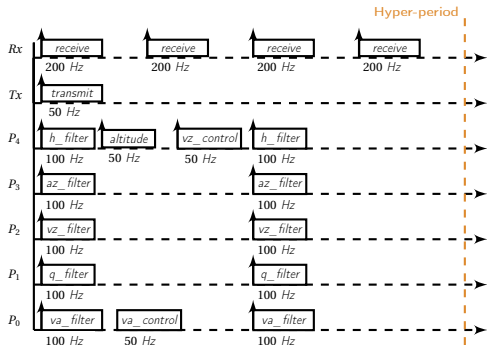 Hyper-period
Rx receive receive receive receive
200 Hz 200 Hz 200 Hz 200 Hz
Tx transmit
50 Hz
P4 h_filter altitude vz_control h_filter
100 Hz 50 Hz 50 Hz 100 Hz
P3 az_filter az_filter
100 Hz 100 Hz
P2 vz_filter vz_filter
100 Hz 100 Hz
P1 q_filter q_filter
100 Hz 100 Hz
P0 va_filter va_control va_filter
100 Hz 50 Hz 100 Hz